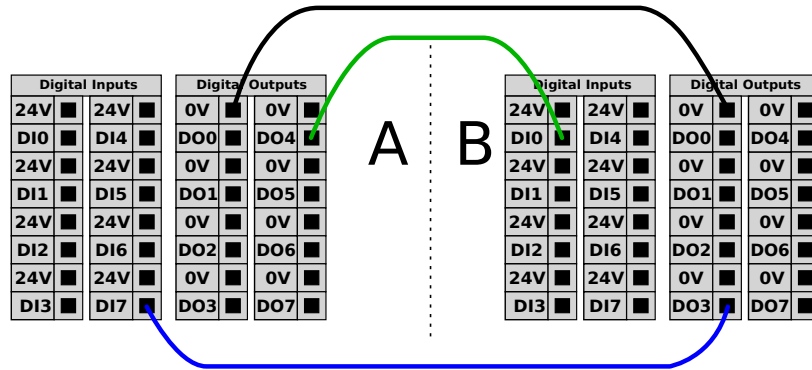 Digital Inputs Digital Outputs Digital Inputs Digital Outputs
24V 24V 0V 0V 24V 24V 0V 0V
DI0 DI4 DO0 DO4 A B DI0 DI4 DO0 DO4
24V 24V 0V 0V 24V 24V 0V 0V
DI1 DI5 DO1 DO5 DI1 DI5 DO1 DO5
24V 24V 0V 0V 24V 24V 0V 0V
DI2 DI6 DO2 DO6 DI2 DI6 DO2 DO6
24V 24V 0V 0V 24V 24V 0V 0V
DI3 DI7 DO3 DO7 DI3 DI7 DO3 DO7